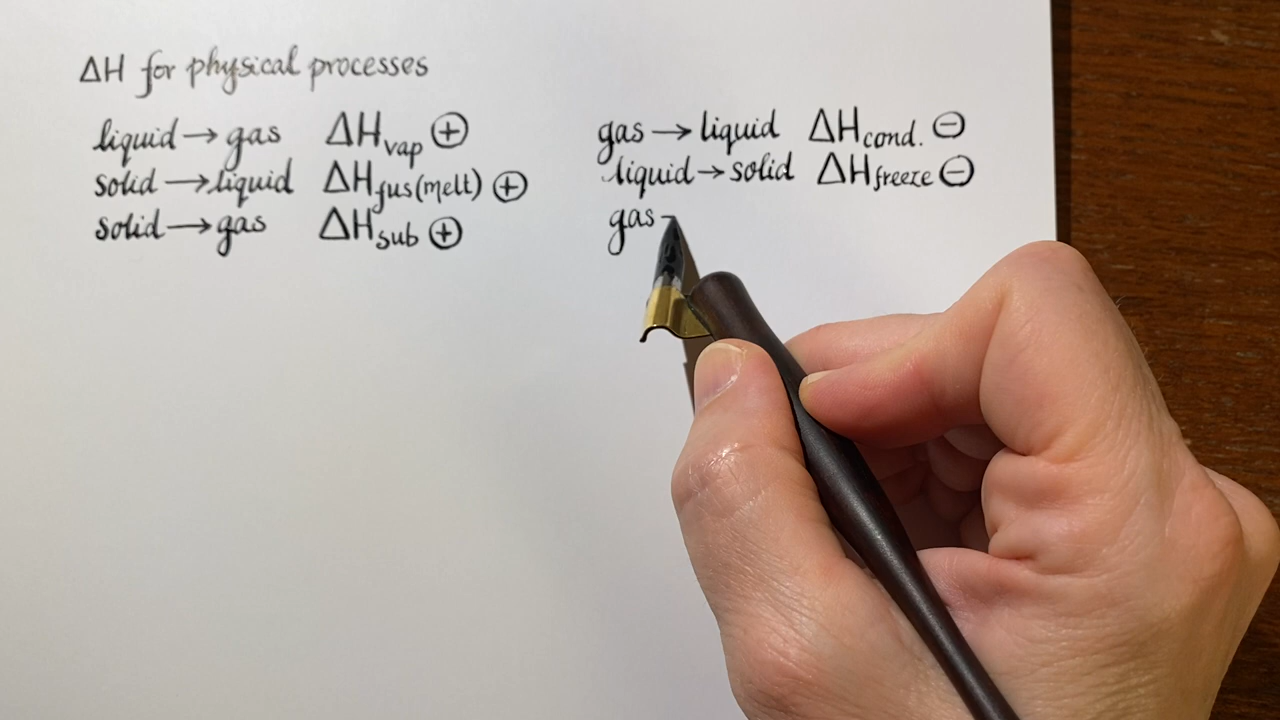 ΔH for physical processes
liquid → gas ΔHvap ⊕
solid → liquid ΔHfus(melt) ⊕
solid → gas ΔHsub ⊕
gas → liquid ΔHcond. ⊖
liquid → solid ΔHfreeze ⊖
gas –